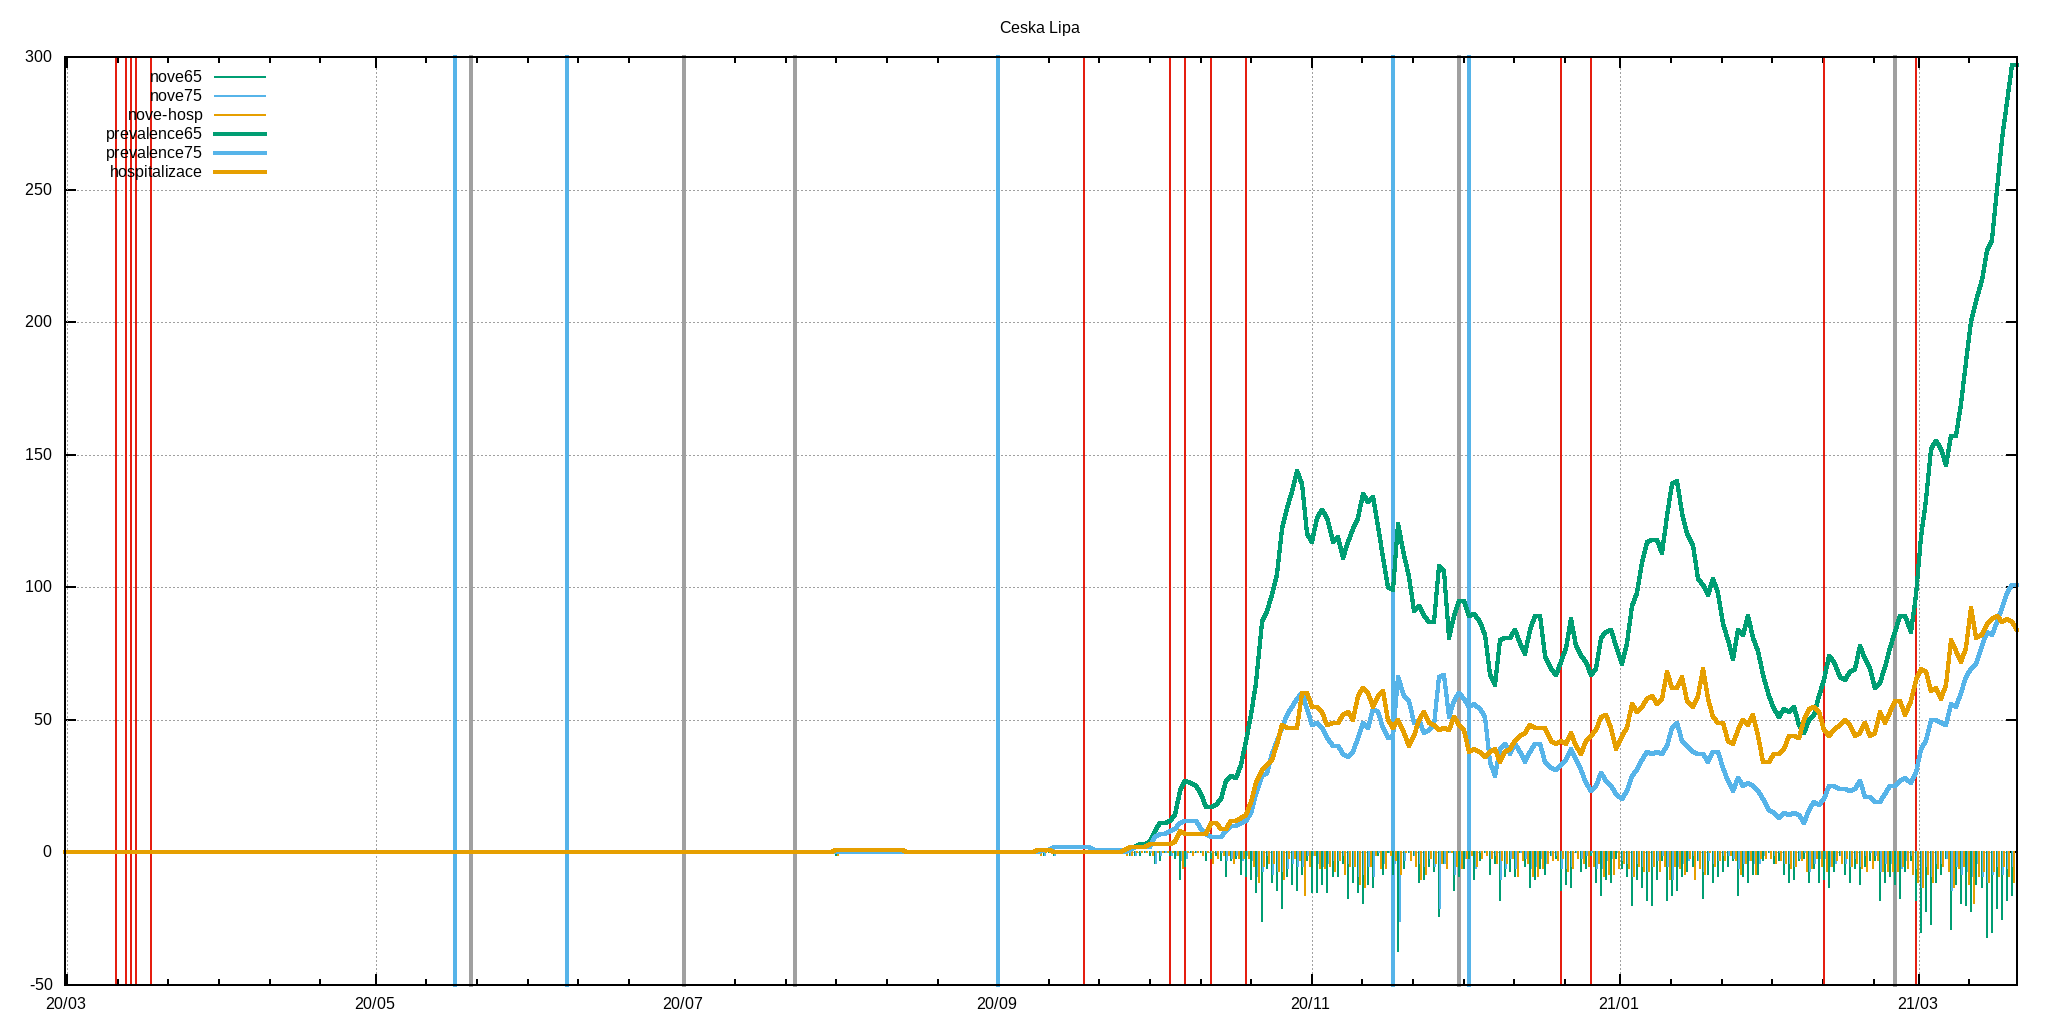 Ceska Lipa
300
nove65
nove75
nove-hosp
prevalence65
prevalence75
hospitalizace
250
200
150
100
50
0
-50
20/03 20/05 20/07 20/09 20/11 21/01 21/03